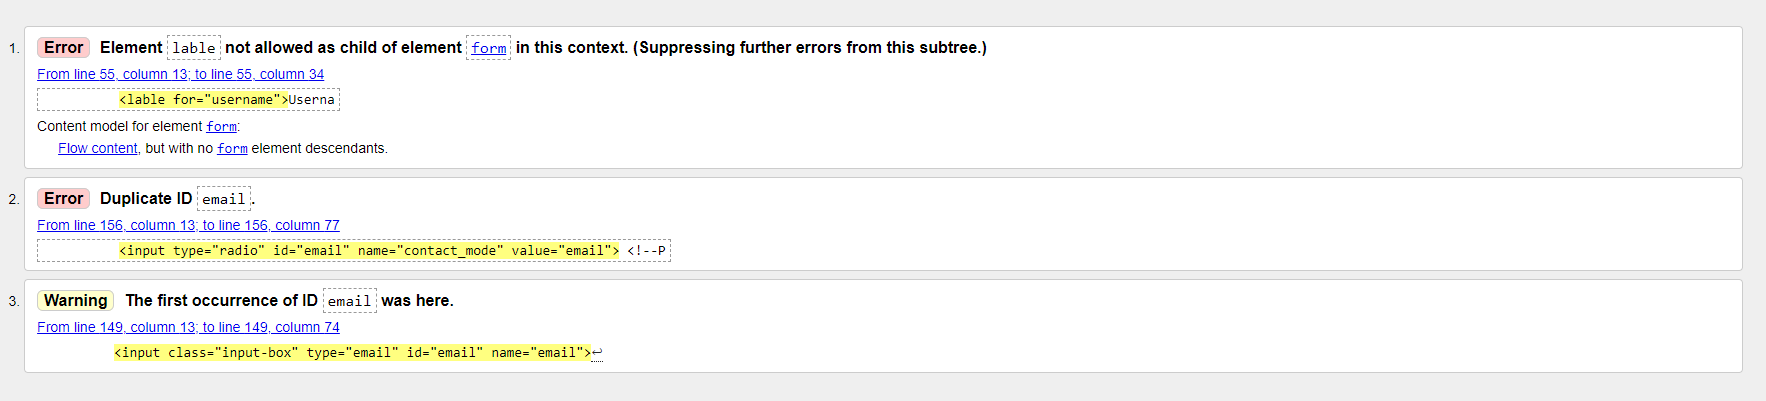 1. Error Element lable not allowed as child of element form in this context. (Suppressing further errors from this subtree.)
From line 55, column 13; to line 55, column 34
<lable for="username">Userna
Content model for element form:
Flow content, but with no form element descendants.
2. Error Duplicate ID email.
From line 156, column 13; to line 156, column 77
<input type="radio" id="email" name="contact_mode" value="email"> <!--P
3. Warning The first occurrence of ID email was here.
From line 149, column 13; to line 149, column 74
<input class="input-box" type="email" id="email" name="email">↩